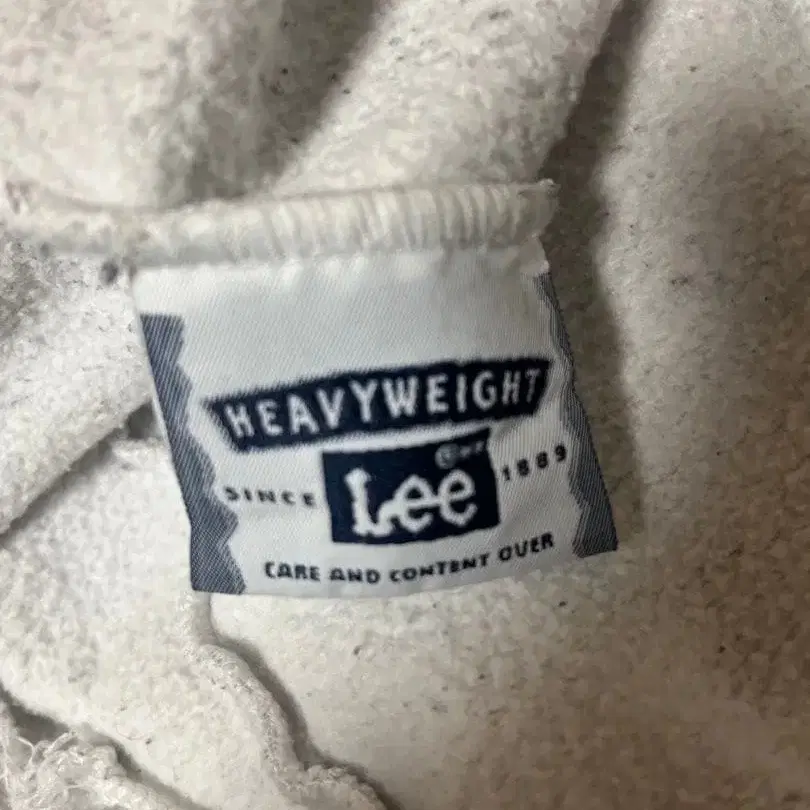 HEAVYWEIGHT
SINCE Lee 1889
CARE AND CONTENT OVER